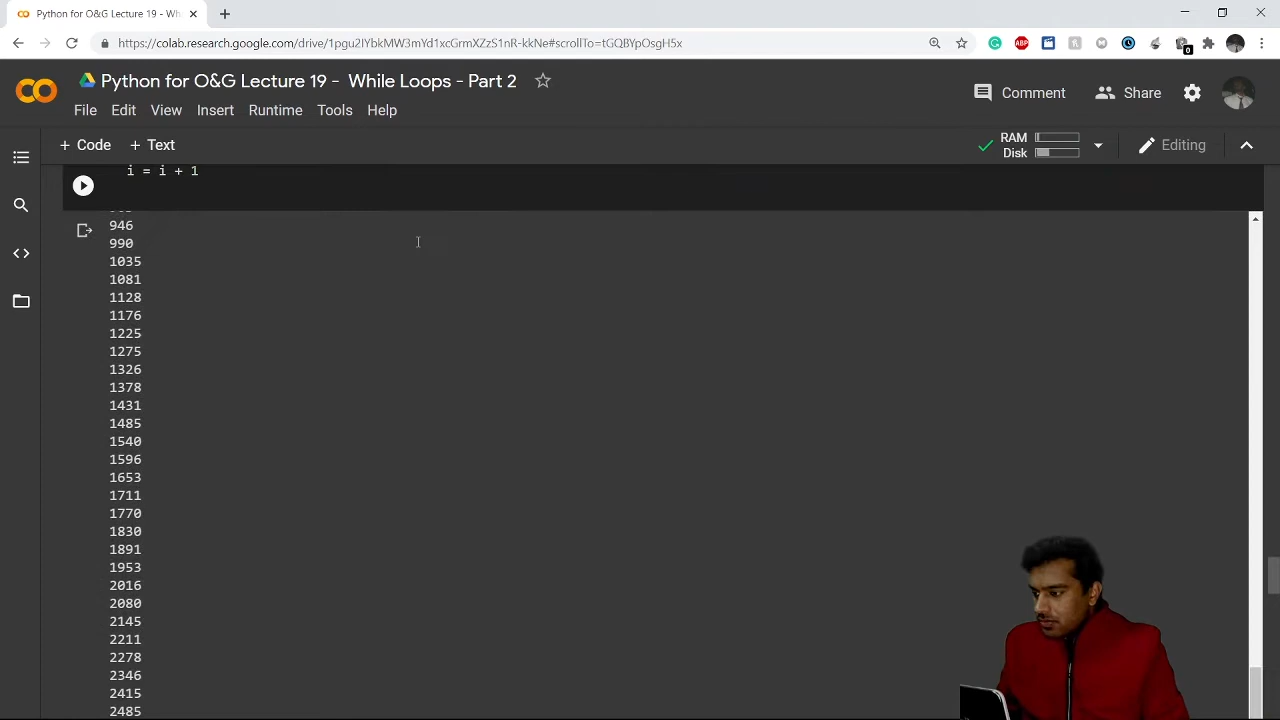 Python for O&G Lecture 19 - Wh
https://colab.research.google.com/drive/1pmu2IYbkMW3mVd1xcGrmXZzS1s3t-kkNe#scrollTo=tGQBYpOsgH5x
ABP
0
Python for O&G Lecture 19 -  While Loops - Part 2
Comment
Share
File Edit View Insert Runtime Tools Help
+ Code + Text
RAM
Disk
Editing
i = i + 1
946
990
1035
1081
1128
1176
1225
1275
1326
1378
1431
1485
1540
1596
1653
1711
1770
1830
1891
1953
2016
2080
2145
2211
2278
2346
2415
2485